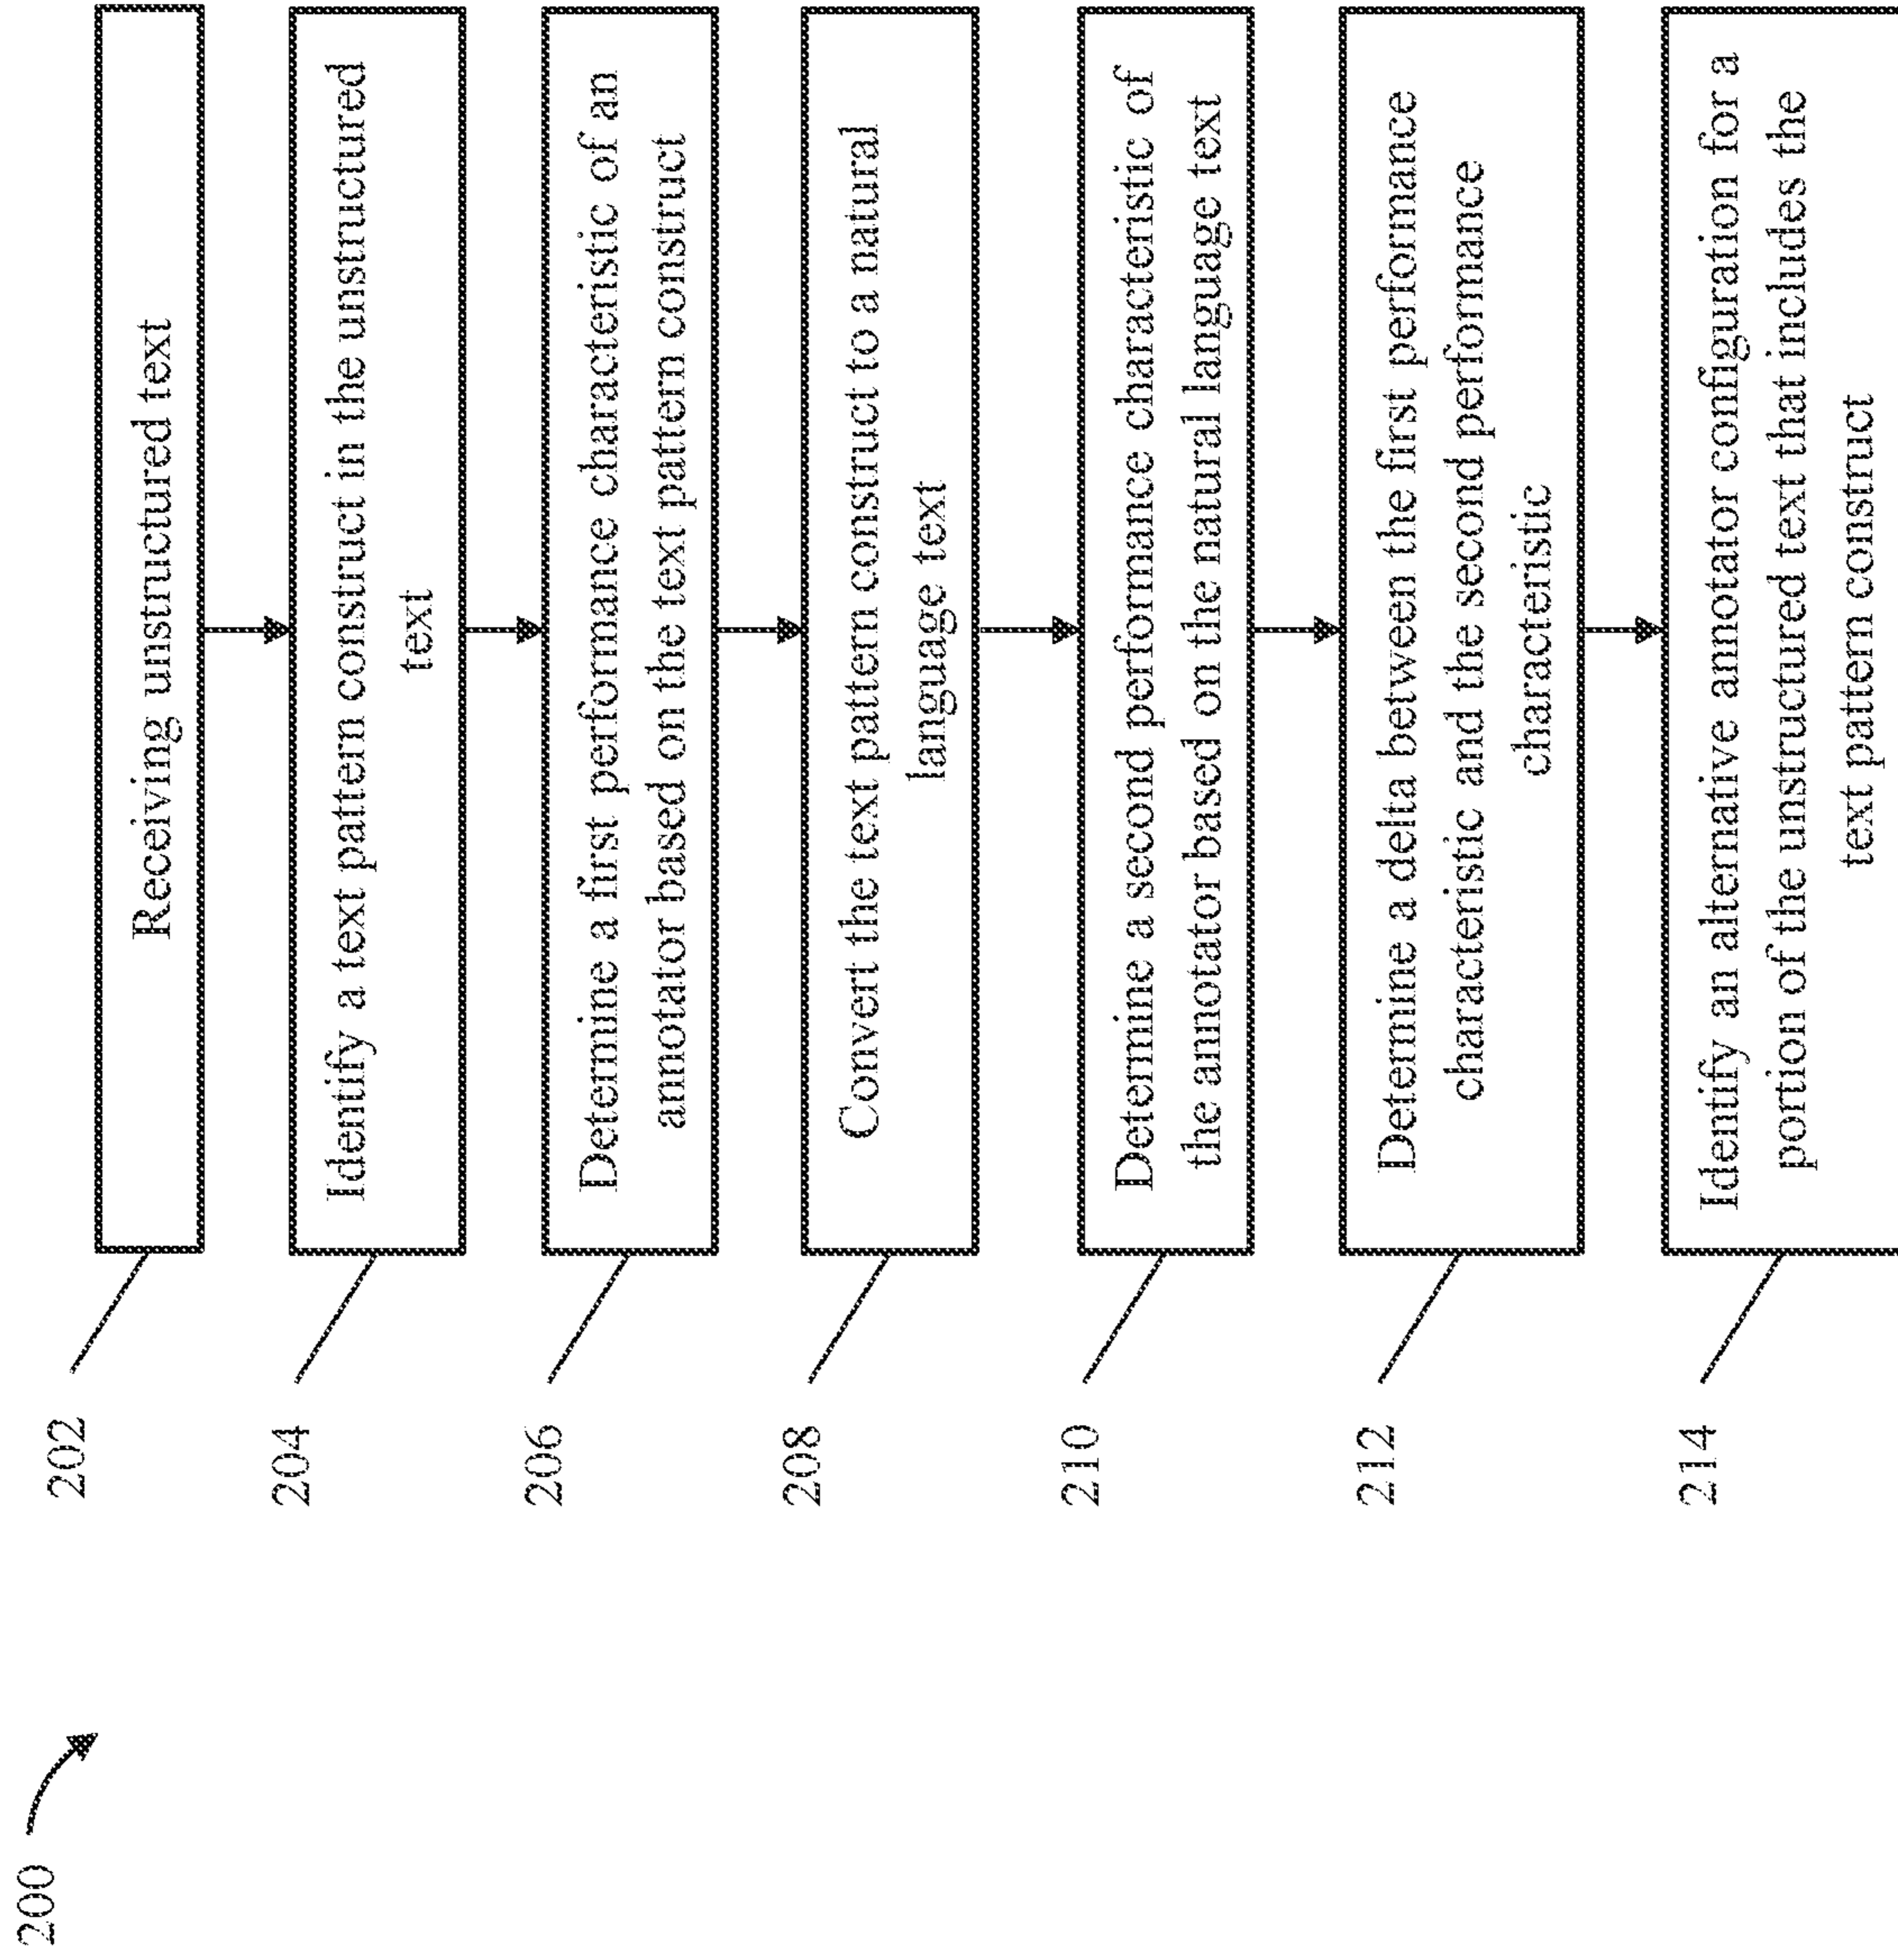 200
202
Receiving unstructured text
204
Identify a text pattern construct in the unstructured
text
206
Determine a first performance characteristic of an
annotator based on the text pattern construct
208
Convert the text pattern construct to a natural
language text
210
Determine a second performance characteristic of
the annotator based on the natural language text
212
Determine a delta between the first performance
characteristic and the second performance
characteristic
214
Identify an alternative annotator configuration for a
portion of the unstructured text that includes the
text pattern construct